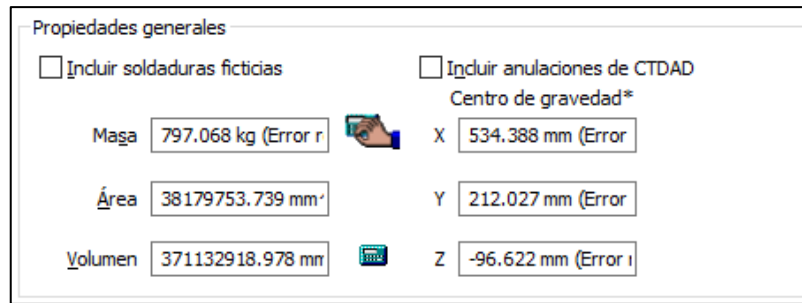 Propiedades generales
Incluir soldaduras ficticias
Incluir anulaciones de CTDAD
Centro de gravedad*
Masa 797.068 kg (Error r
X 534.388 mm (Error
Área 38179753.739 mm^
Y 212.027 mm (Error
Volumen 371132918.978 mm
Z -96.622 mm (Error r